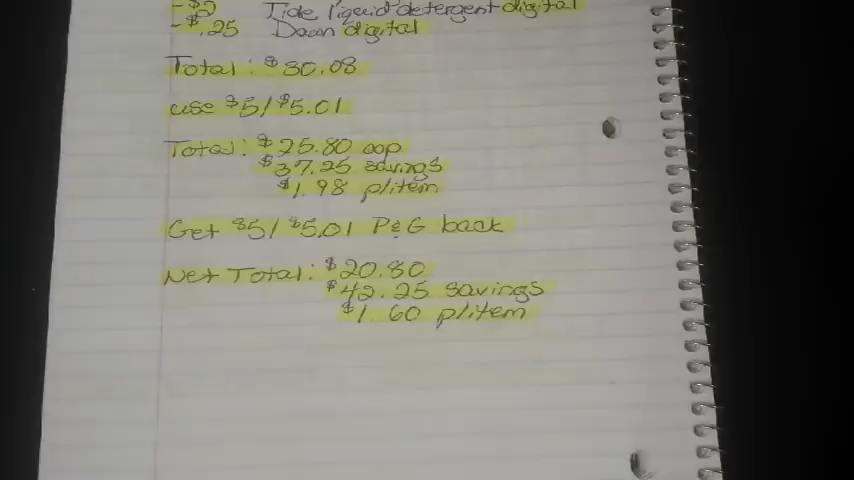 -$5 Tide liquid detergent digital
-$.25 Dawn digital
Total: $30.08
use $5/$5.01
Total: $25.80 oop
$37.25 savings
$1.98 p/item
Get $5/$5.01 P&G back
Net Total: $20.80
$42.25 savings
$1.60 p/item